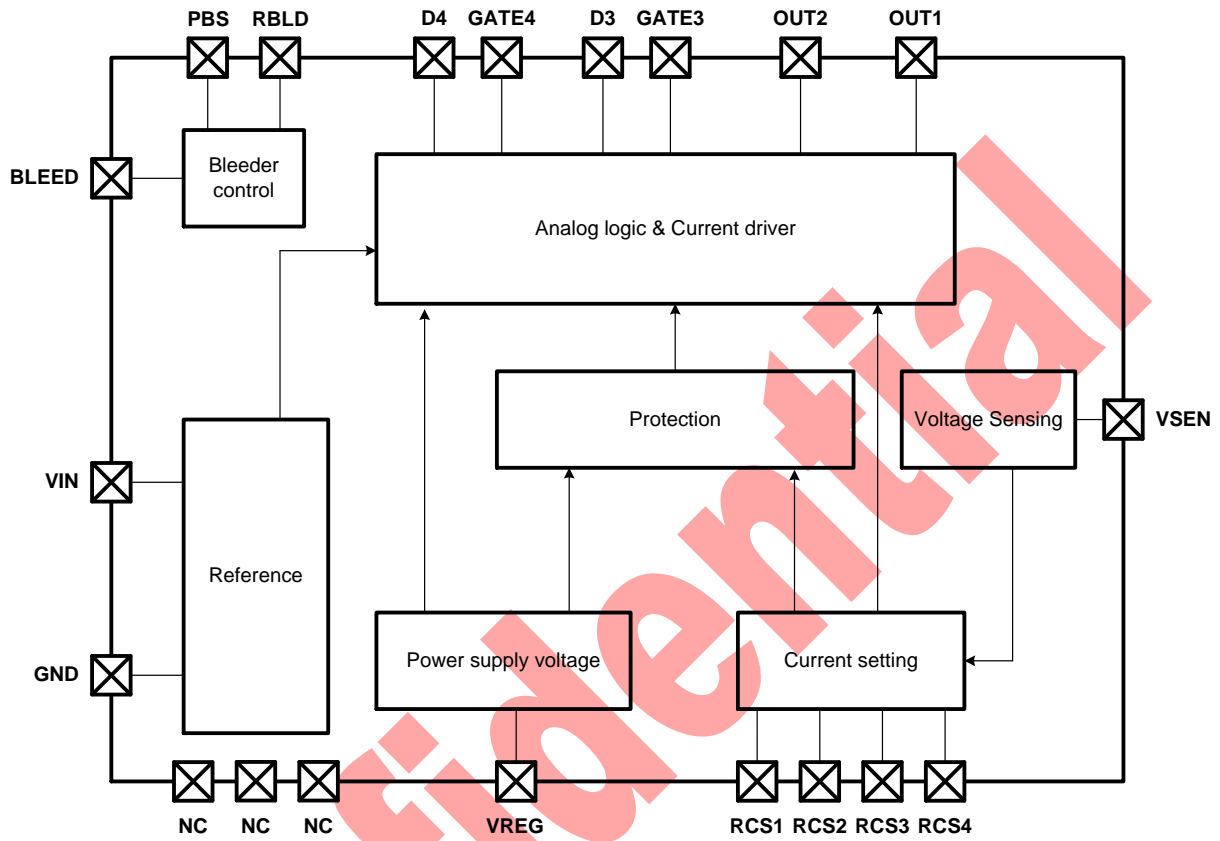 PBS RBLD D4 GATE4 D3 GATE3 OUT2 OUT1
Bleeder
control
BLEED
Analog logic & Current driver
Protection
Voltage Sensing
VSEN
VIN
Reference
Power supply voltage
Current setting
GND
NC NC NC VREG RCS1 RCS2 RCS3 RCS4
fidential